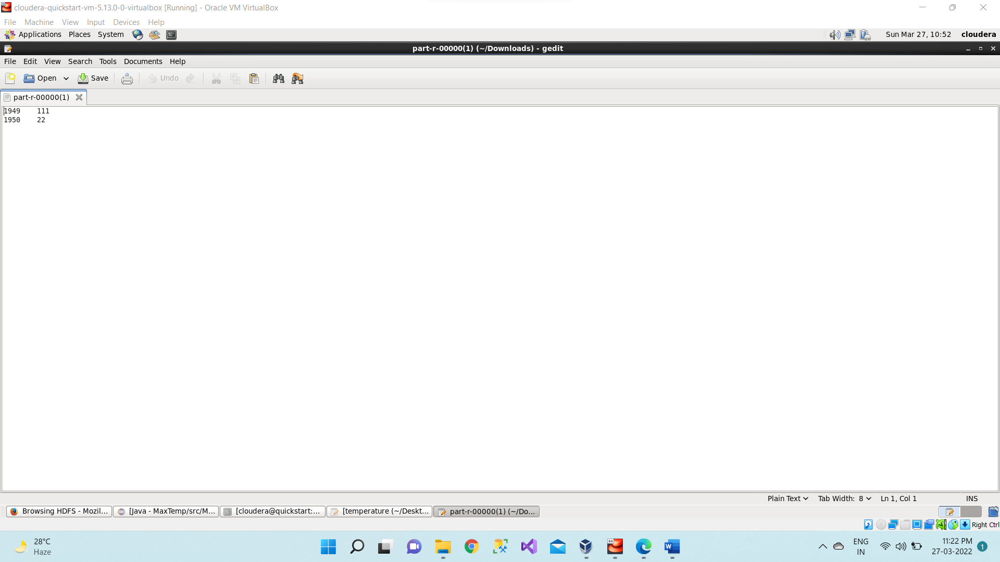 cloudera-quickstart-vm-5.13.0-0-virtualbox [Running] - Oracle VM VirtualBox
File Machine View Input Devices Help
Applications Places System Sun Mar 27, 10:52 cloudera
part-r-00000(1) (~/Downloads) - gedit
File Edit View Search Tools Documents Help
Open Save Undo
part-r-00000(1)
1949 111
1950 22
Plain Text Tab Width: 8 Ln 1, Col 1 INS
Browsing HDFS - Mozil... [Java - MaxTemp/src/M... [cloudera@quickstart:... [temperature (~/Deskt... part-r-00000(1) (~/Do...
Right Ctrl
28°C
Haze
ENG
IN
11:22 PM
27-03-2022
1